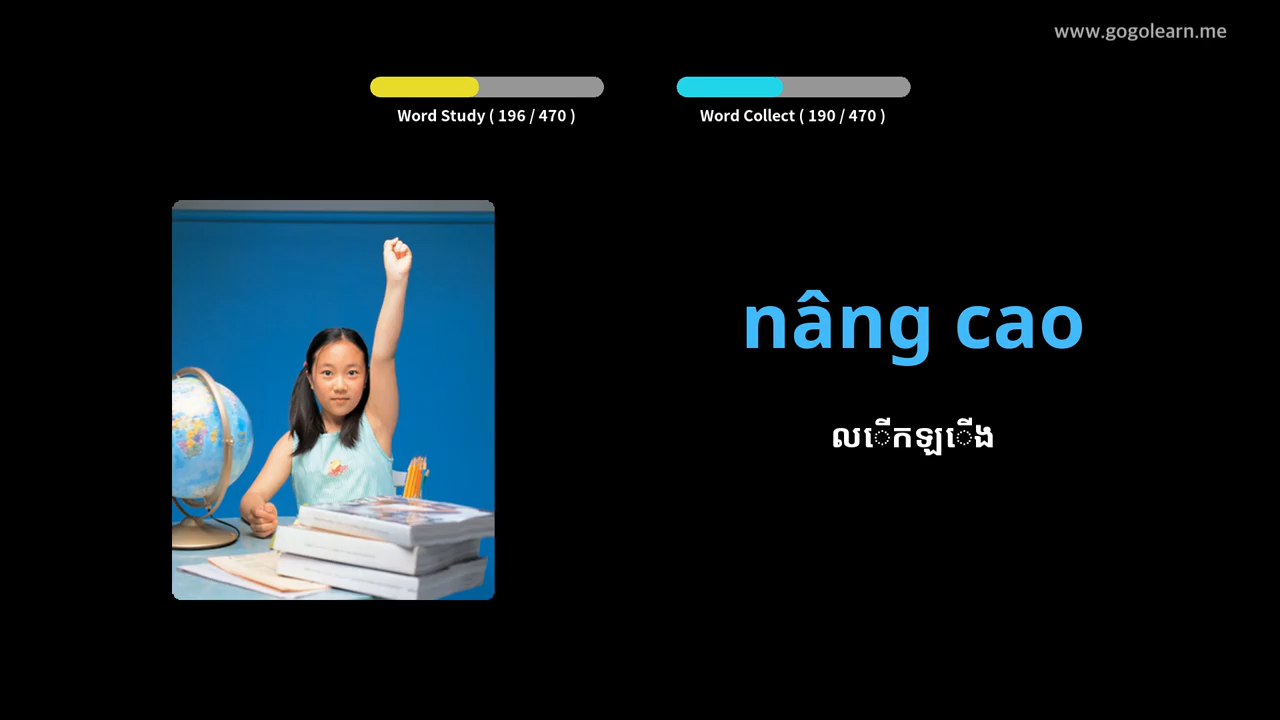 www.gogolearn.me
Word Study ( 196 / 470 )
Word Collect ( 190 / 470 )
nâng cao
លើកឡើង